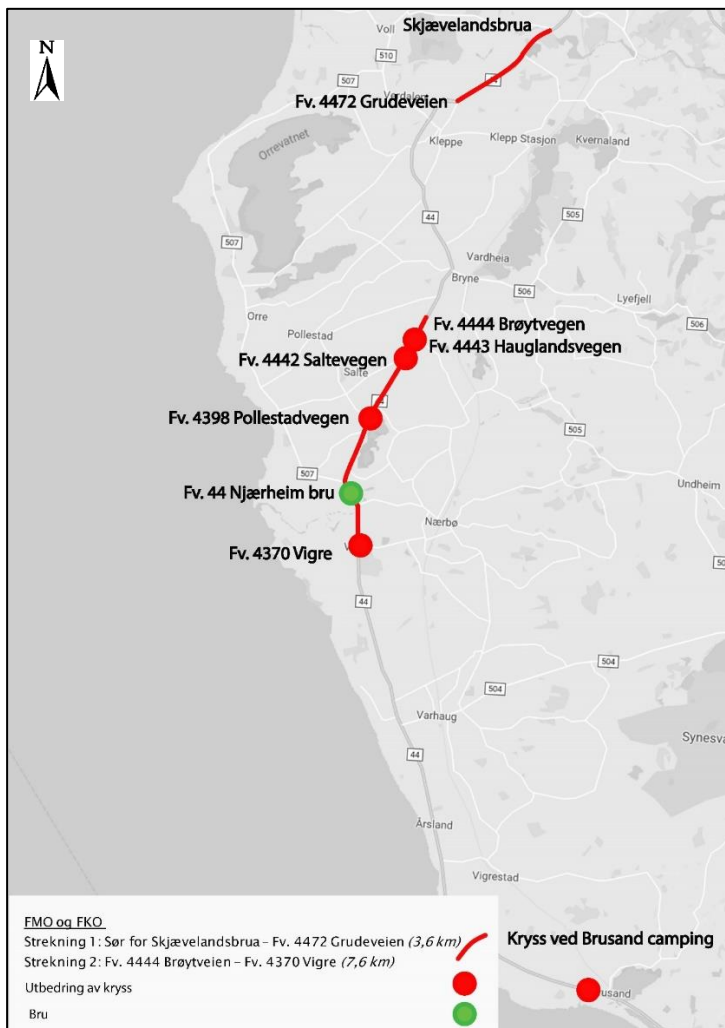 Skjævelandsbrua
Voll
N
510
507
44
Verdalen
Fv. 4472 Grudeveien
Orrevatnet
Kleppe
Klepp Stasjon
Kvernaland
44
505
507
Vardheia
Bryne
506
Lyefjell
506
Orre
Pollestad
Fv. 4444 Brøytvegen
Fv. 4443 Hauglandsvegen
Fv. 4442 Saltevegen
Salte
Fv. 4398 Pollestadvegen
505
507
Undheim
Fv. 44 Njærheim bru
Nærbø
Fv. 4370 Vigre
44
504
504
Varhaug
Synesva
44
Årsland
Vigrestad
FMO og FKO
Strekning 1: Sør for Skjævelandsbrua – Fv. 4472 Grudeveien (3,6 km)
Strekning 2: Fv. 4444 Brøytveien – Fv. 4370 Vigre (7,6 km)
Utbedring av kryss
Bru
Kryss ved Brusand camping
rusand